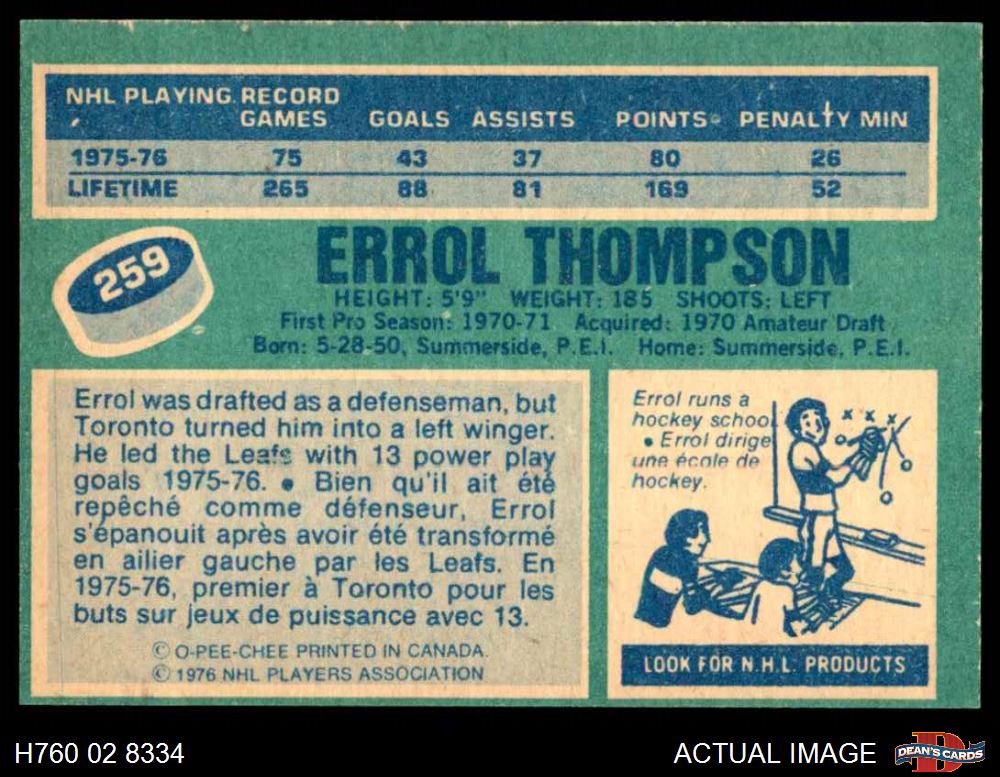 NHL PLAYING RECORD
GAMES GOALS ASSISTS POINTS PENALTY MIN
1975-76 75 43 37 80 26
LIFETIME 265 88 81 169 52
259
ERROL THOMPSON
HEIGHT: 5'9" WEIGHT: 185 SHOOTS: LEFT
First Pro Season: 1970-71 Acquired: 1970 Amateur Draft
Born: 5-28-50, Summerside, P.E.I. Home: Summerside, P.E.I.
Errol was drafted as a defenseman, but
Toronto turned him into a left winger.
He led the Leafs with 13 power play
goals 1975-76. • Bien qu'il ait été
repêché comme défenseur, Errol
s'épanouit après avoir été transformé
en ailier gauche par les Leafs. En
1975-76, premier à Toronto pour les
buts sur jeux de puissance avec 13.
© O-PEE-CHEE PRINTED IN CANADA.
© 1976 NHL PLAYERS ASSOCIATION
Errol runs a
hockey school
• Errol dirige
une école de
hockey.
LOOK FOR N.H.L. PRODUCTS
H760 02 8334
ACTUAL IMAGE
D
DEAN'S CARDS